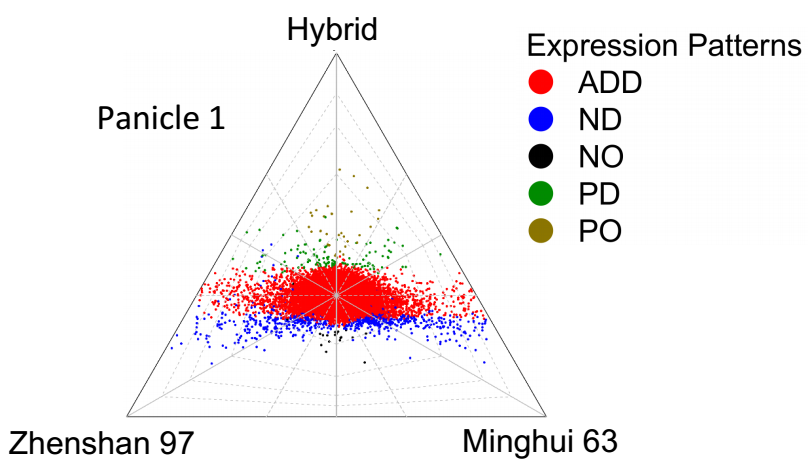 Hybrid
Expression Patterns
Panicle 1
ADD
ND
NO
PD
PO
Zhenshan 97
Minghui 63